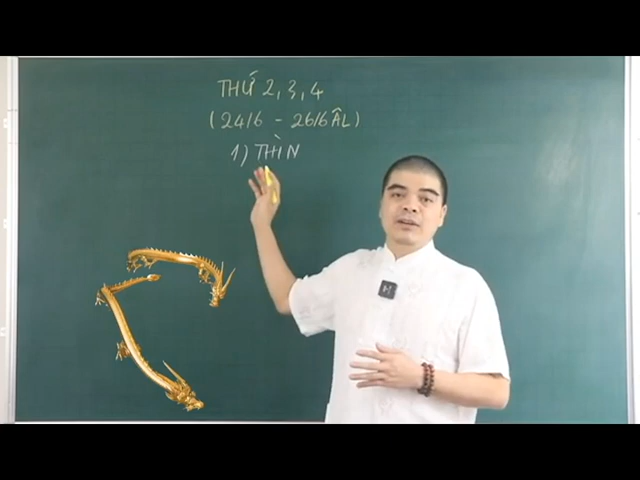 THỨ 2, 3, 4
(24/6 - 26/6 ÂL)
1) THÌN